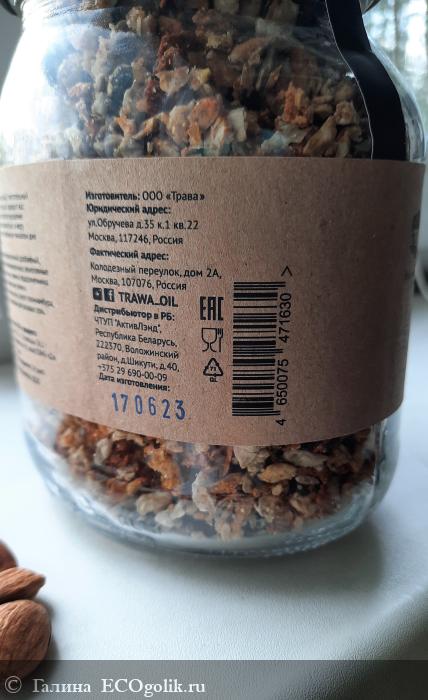 Изготовитель: ООО «Трава»
Юридический адрес:
ул.Обручева д.35 к.1 кв.22
Москва, 117246, Россия
Фактический адрес:
Колодезный переулок, дом 2А,
Москва, 107076, Россия
TRAWA_OIL
Дистрибьютор в РБ:
ЧТУП "АктивЛэнд",
Республика Беларусь,
222370, Воложинский
район, д.Шикути, д.40,
+375 29 690-00-09
Дата изготовления:
170623
EAC
4 650075 471630 >
© Галина ECOgolik.ru